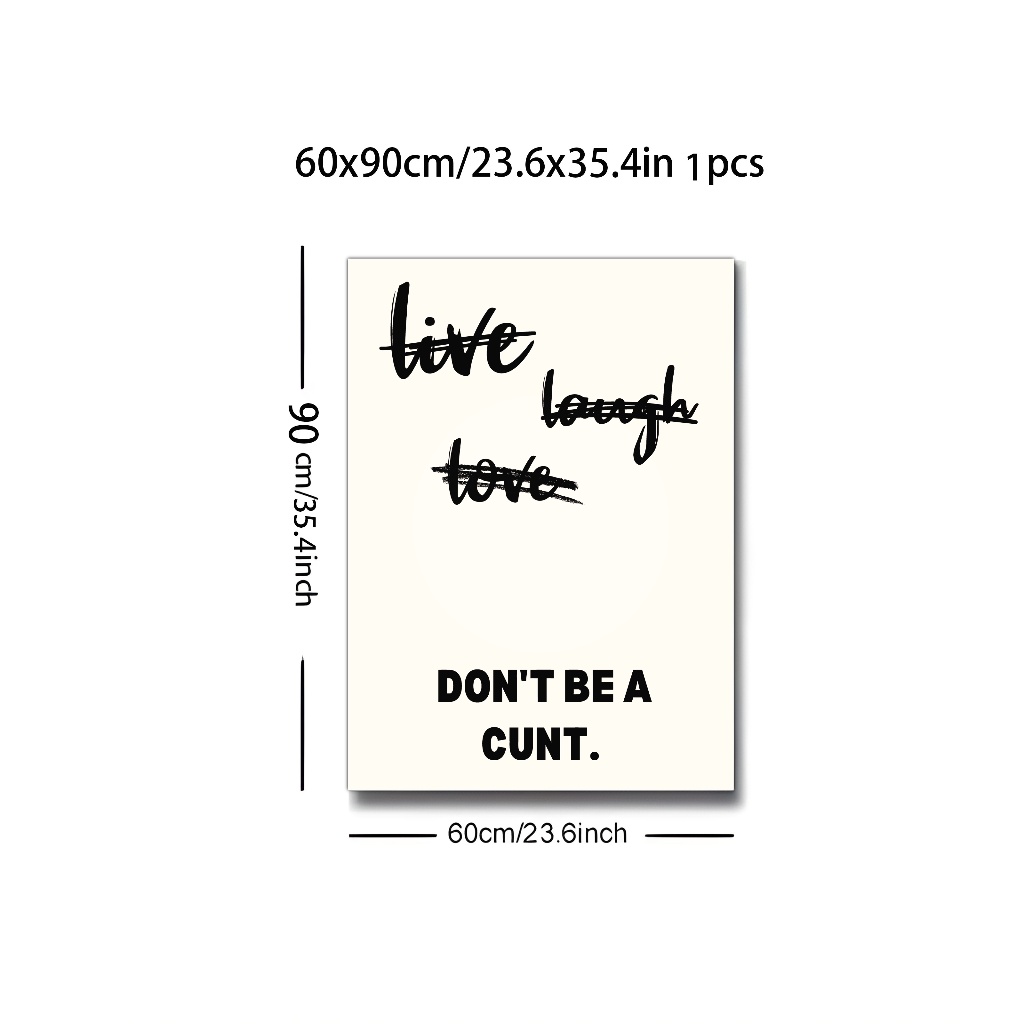 60x90cm/23.6x35.4in 1pcs
90 cm/35.4inch
live
laugh
love
DON'T BE A
CUNT.
60cm/23.6inch